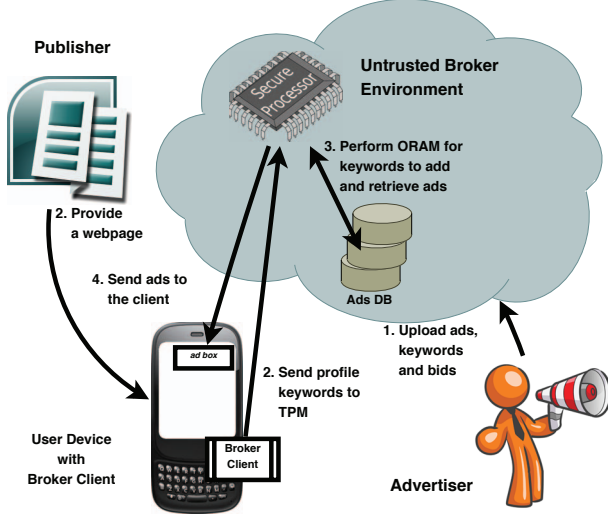 Publisher
Untrusted Broker
Environment
Secure
Processor
3. Perform ORAM for
keywords to add
and retrieve ads
2. Provide
a webpage
4. Send ads to
the client
Ads DB
1. Upload ads,
keywords
and bids
ad box
2. Send profile
keywords to
TPM
User Device
with
Broker Client
Broker
Client
Advertiser